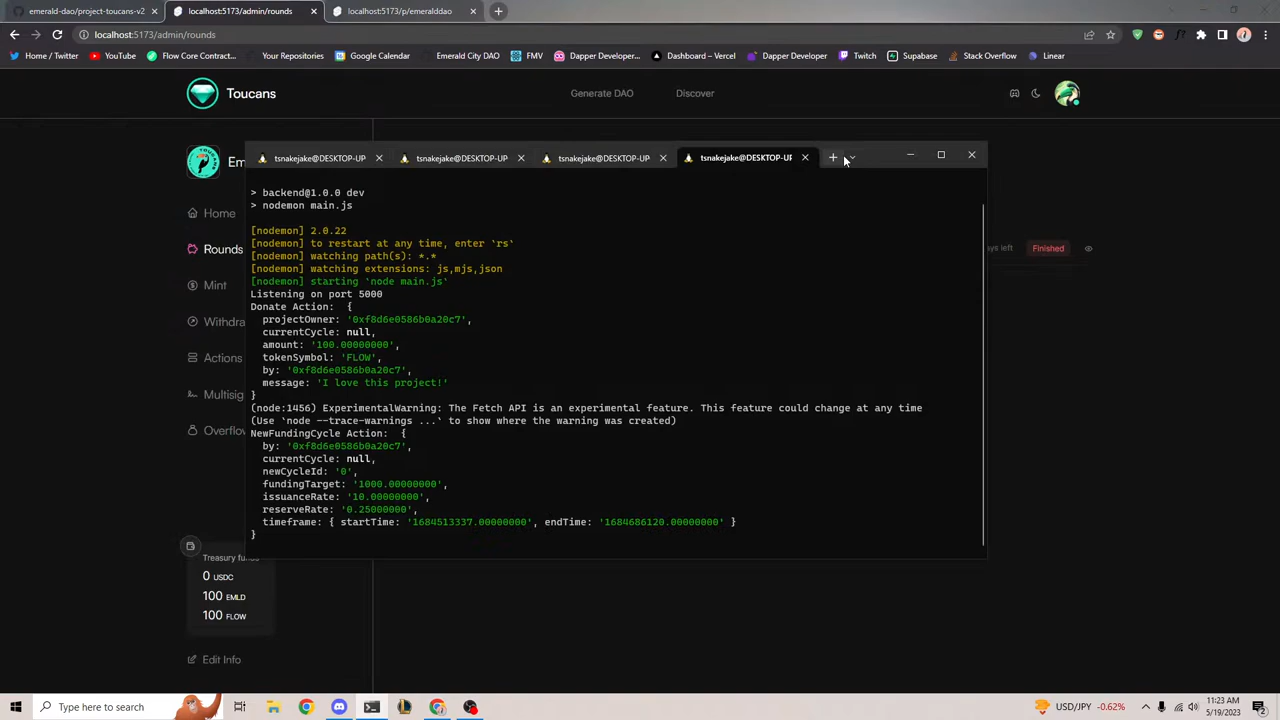 emerald-dao/project-toucans-v2
localhost:5173/admin/rounds
localhost:5173/p/emeralddao
localhost:5173/admin/rounds
Home / Twitter
YouTube
Flow Core Contract...
Your Repositories
Google Calendar
Emerald City DAO
FMV
Dapper Developer...
Dashboard – Vercel
Dapper Developer...
Twitch
Supabase
Stack Overflow
Linear
Toucans
Generate DAO
Discover
tsnakejake@DESKTOP-UP
tsnakejake@DESKTOP-UP
tsnakejake@DESKTOP-UP
tsnakejake@DESKTOP-UP
Em
Home
Rounds
Mint
Withdra
Actions
Multisig
Overflo
> backend@1.0.0 dev
> nodemon main.js
[nodemon] 2.0.22
[nodemon] to restart at any time, enter `rs`
[nodemon] watching path(s): *.*
[nodemon] watching extensions: js,mjs,json
[nodemon] starting `node main.js`
Listening on port 5000
Donate Action:  {
projectOwner: '0xf8d6e0586b0a20c7',
currentCycle: null,
amount: '100.00000000',
tokenSymbol: 'FLOW',
by: '0xf8d6e0586b0a20c7',
message: 'I love this project!'
}
(node:1456) ExperimentalWarning: The Fetch API is an experimental feature. This feature could change at any time
(Use `node --trace-warnings ...` to show where the warning was created)
NewFundingCycle Action:  {
by: '0xf8d6e0586b0a20c7',
currentCycle: null,
newCycleId: '0',
fundingTarget: '1000.00000000',
issuanceRate: '10.00000000',
reserveRate: '0.25000000',
timeframe: { startTime: '1684513337.00000000', endTime: '1684686120.00000000' }
}
ays left
Finished
Treasury funds
0 USDC
100 EMLD
100 FLOW
Edit Info
Type here to search
USD/JPY -0.62%
11:23 AM
5/19/2023
2